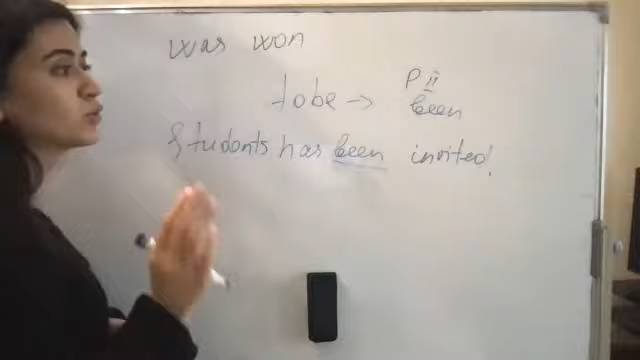 was won
PII
to be → been
Students has been invited!